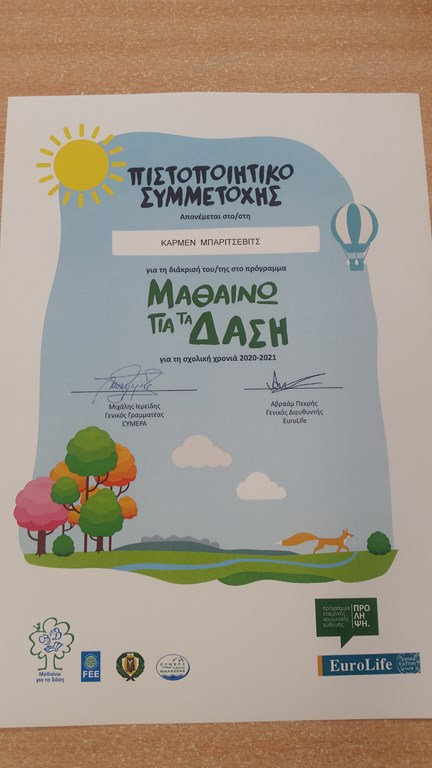 ΠΙΣΤΟΠΟΙΗΤΙΚΟ
ΣΥΜΜΕΤΟΧΗΣ
Απονέμεται στο/στη
ΚΑΡΜΕΝ ΜΠΑΡΙΤΣΕΒΙΤΣ
για τη διάκρισή του/της στο πρόγραμμα
ΜΑΘΑΙΝΩ
ΓΙΑ ΤΑ ΔΑΣΗ
για τη σχολική χρονιά 2020-2021
Μιχάλης Ιερείδης
Γενικός Γραμματέας
CYMEPA
Αβραάμ Πεκρής
Γενικός Διευθυντής
EuroLife
πρόγραμμα
εταιρικής
κοινωνικής
ευθύνης
ΠΡΟ
ΛΗ
ΨΗ.
Μαθαίνω
για τα δάση
FEE
EuroLife